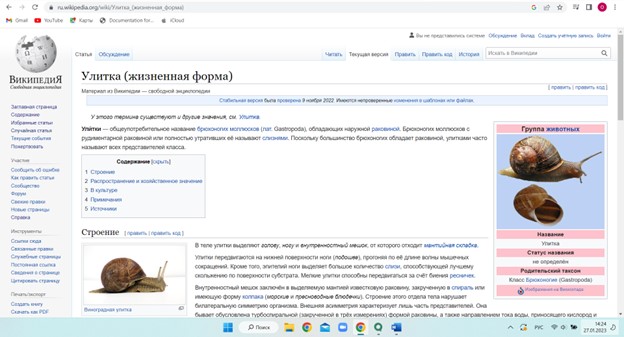 ru.wikipedia.org/wiki/Улитка_(жизненная_форма)
Gmail YouTube Карты Documentation for... iCloud
Вы не представились системе Обсуждение Вклад Создать учётную запись Войти
Статья Обсуждение Читать Текущая версия Править Править код История Искать в Википедии
ВИКИПЕДИЯ
Свободная энциклопедия
Заглавная страница
Содержание
Избранные статьи
Случайная статья
Текущие события
Пожертвовать
Участие
Сообщить об ошибке
Как править статьи
Сообщество
Форум
Свежие правки
Новые страницы
Справка
Инструменты
Ссылки сюда
Связанные правки
Служебные страницы
Постоянная ссылка
Сведения о странице
Цитировать страницу
Печать/экспорт
Создать книгу
Скачать как PDF
Улитка (жизненная форма)
Материал из Википедии — свободной энциклопедии
[ править | править код ]
Стабильная версия была проверена 9 ноября 2022. Имеются непроверенные изменения в шаблонах или файлах.
У этого термина существуют и другие значения, см. Улитка.
Ули́тки — общеупотребительное название брюхоногих моллюсков (лат. Gastropoda), обладающих наружной раковиной. Брюхоногих моллюсков с
рудиментарной раковиной или полностью утративших её называют слизнями. Поскольку большинство брюхоногих обладает раковиной, улитками часто
называют всех представителей класса.
Содержание [скрыть]
1 Строение
2 Распространение и хозяйственное значение
3 В культуре
4 Примечания
5 Источники
Строение [ править | править код ]
Виноградная улитка
В теле улитки выделяют голову, ногу и внутренностный мешок, от которого отходит мантийная складка.
Улитки передвигаются на нижней поверхности ноги (подошве), прогоняя по её длине волны мышечных
сокращений. Кроме того, эпителий ноги выделяет большое количество слизи, способствующей лучшему
скольжению по поверхности субстрата. Мелкие улитки способны передвигаться за счёт биения ресничек.
Внутренностный мешок заключён в выделяемую мантией известковую раковину, закрученную в спираль или
имеющую форму колпака (морские и пресноводные блюдечки). Строение этого отдела тела нарушает
билатеральную симметрию организма. Внешняя асимметрия характеризует лишь часть представителей. Она
бывает обусловлена турбоспиральной (закрученной в трёх измерениях) формой раковины, а также направлением тока воды, приносящего кислород и
Группа животных
Название
Улитка
Статус названия
не определён
Родительский таксон
Класс Брюхоногие (Gastropoda)
Изображения на Викискладе
Поиск
РУС
14:24
27.01.2023